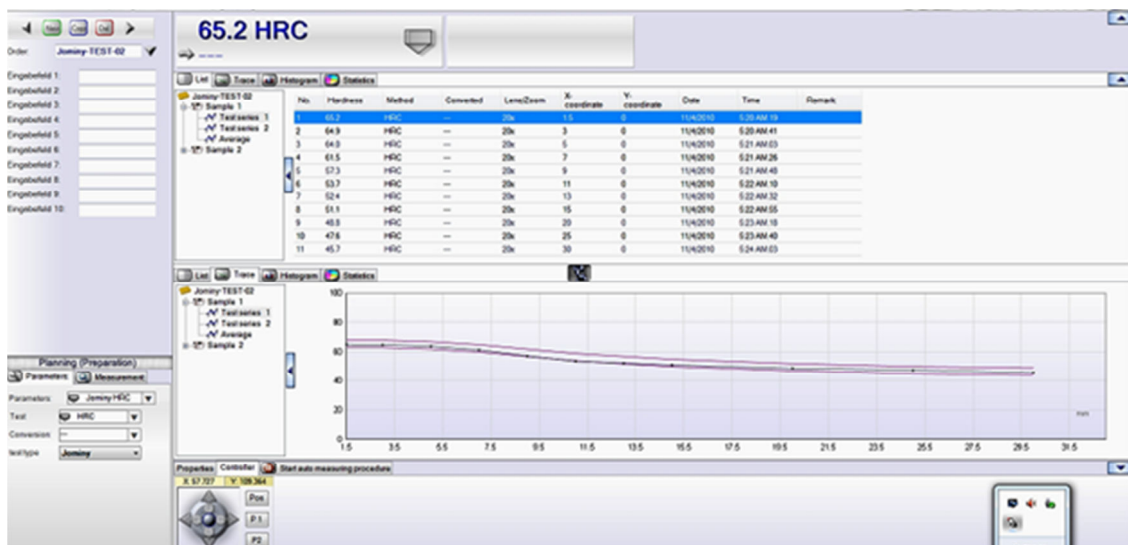 New Copy Del
65.2 HRC
---
Order: Jominy-TEST-02
Eingabefeld 1:
Eingabefeld 2:
Eingabefeld 3:
Eingabefeld 4:
Eingabefeld 5:
Eingabefeld 6:
Eingabefeld 7:
Eingabefeld 8:
Eingabefeld 9:
Eingabefeld 10:
List Trace Histogram Statistics
Jominy-TEST-02
Sample 1
Test series 1
Test series 2
Average
Sample 2
No. Hardness Method Converted Lens/Zoom X-coordinate Y-coordinate Date Time Remark
1 65.2 HRC --- 20x 1.5 0 11/4/2010 5:20 AM:19
2 64.9 HRC --- 20x 3 0 11/4/2010 5:20 AM:41
3 HRC --- 20x 5 0 11/4/2010 5:21 AM:03
4 61.5 HRC --- 20x 7 0 11/4/2010 5:21 AM:26
5 57.3 HRC --- 20x 9 0 11/4/2010 5:21 AM:48
6 53.7 HRC --- 20x 11 0 11/4/2010 5:22 AM:10
7 52.4 HRC --- 20x 13 0 11/4/2010 5:22 AM:32
8 51.1 HRC --- 20x 15 0 11/4/2010 5:22 AM:55
9 HRC --- 20x 20 0 11/4/2010 5:23 AM:18
10 47.6 HRC --- 20x 25 0 11/4/2010 5:23 AM:40
11 45.7 HRC --- 20x 30 0 11/4/2010 5:24 AM:03
List Trace Histogram Statistics
Jominy-TEST-02
Sample 1
Test series 1
Test series 2
Average
Sample 2
100
80
60
40
20
0
mm
1.5 3.5 5.5 7.5 9.5 11.5 13.5 15.5 17.5 19.5 21.5 23.5 25.5 27.5 29.5 31.5
Planning (Preparation)
Parameters Measurement
Parameters: Jominy HRC
Test HRC
Conversion: ---
test type Jominy
Properties Controller Start auto measuring procedure
X: 57.727 Y: 109.364
Pos
P1
P2